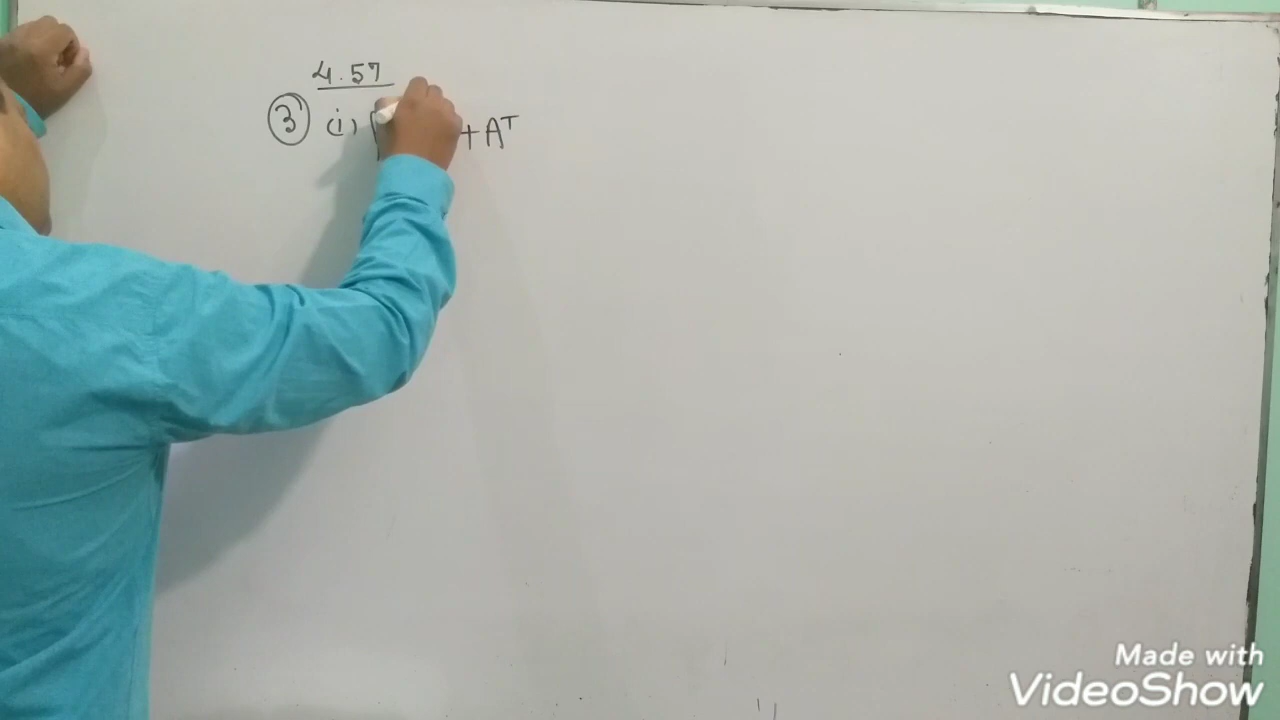 4.57
③ (i) [ + Aᵀ
Made with
VideoShow